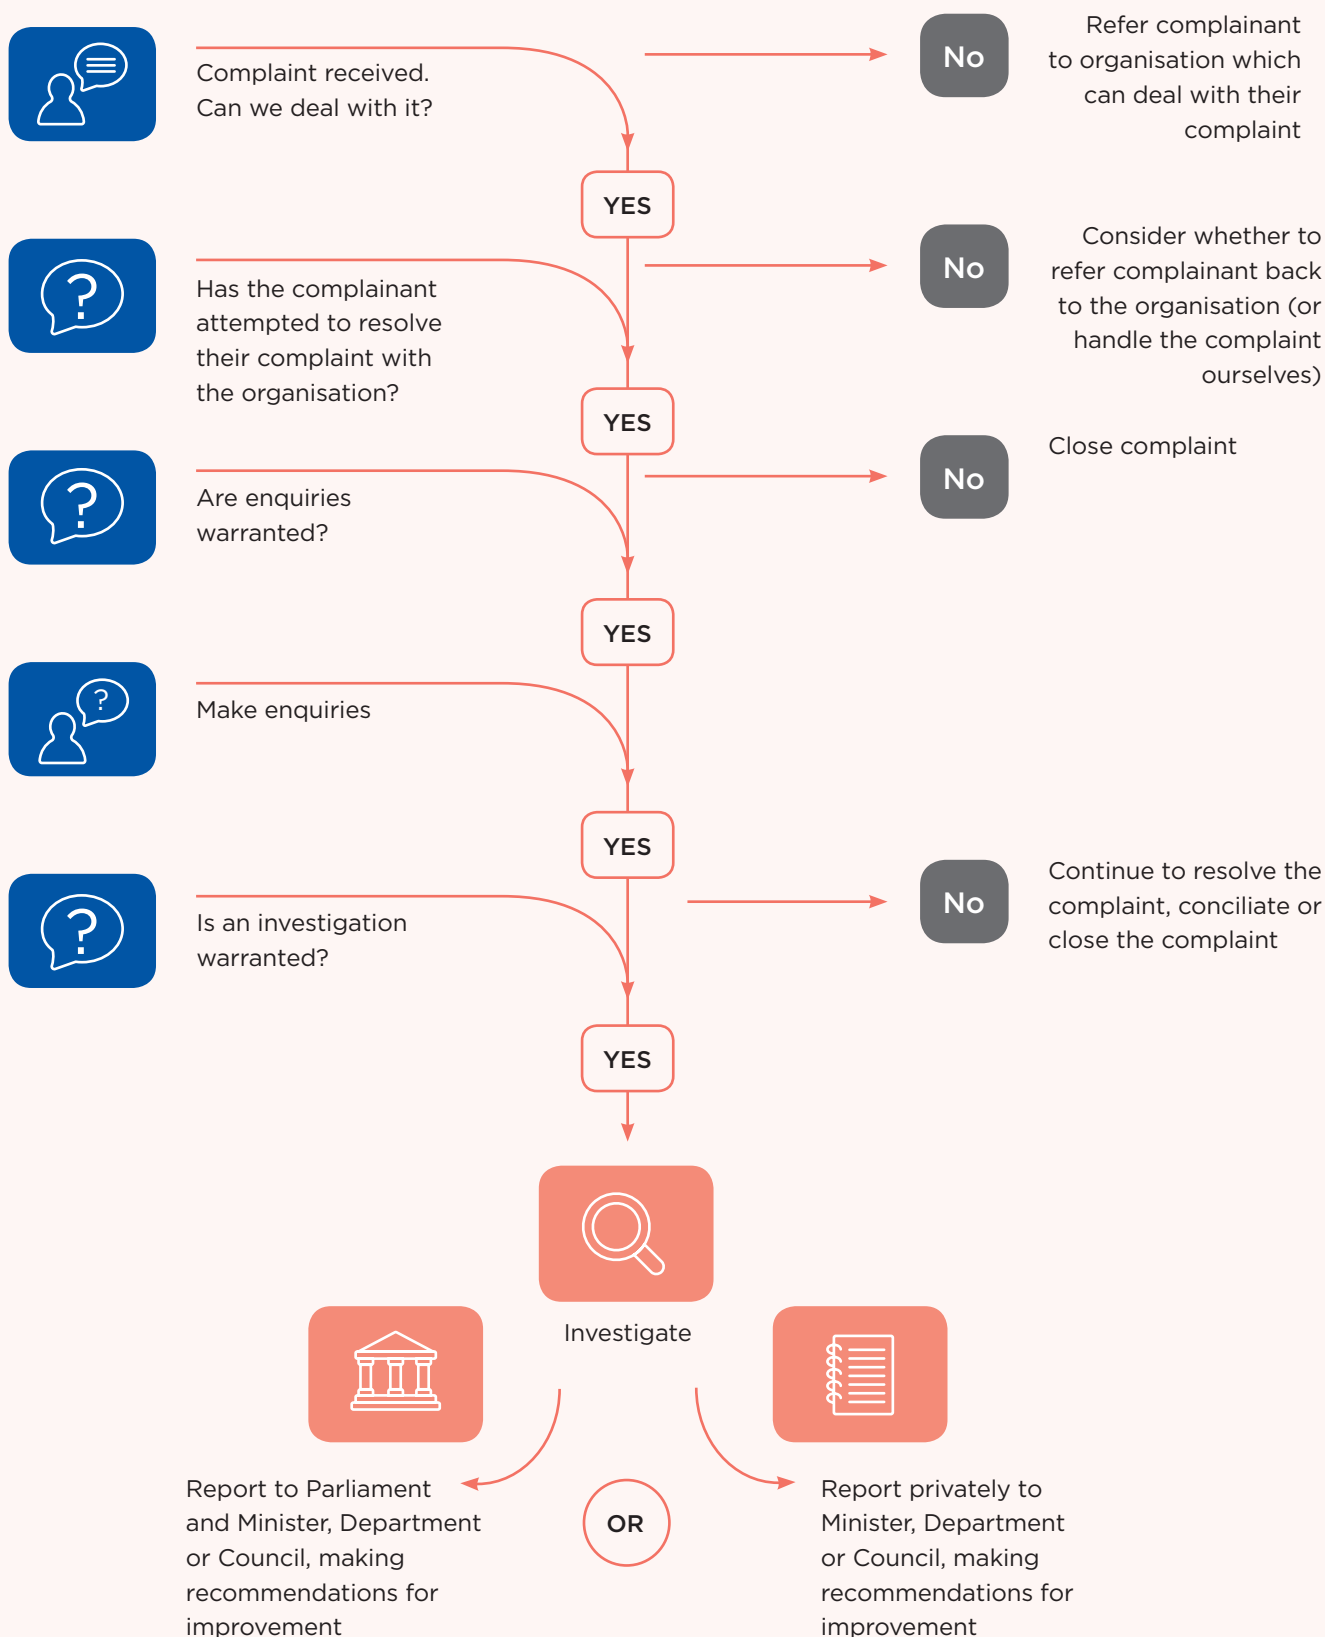 Complaint received.
Can we deal with it?
No
Refer complainant
to organisation which
can deal with their
complaint
YES
Has the complainant
attempted to resolve
their complaint with
the organisation?
No
Consider whether to
refer complainant back
to the organisation (or
handle the complaint
ourselves)
YES
Are enquiries
warranted?
No
Close complaint
YES
Make enquiries
YES
Is an investigation
warranted?
No
Continue to resolve the
complaint, conciliate or
close the complaint
YES
Investigate
Report to Parliament
and Minister, Department
or Council, making
recommendations for
improvement
OR
Report privately to
Minister, Department
or Council, making
recommendations for
improvement